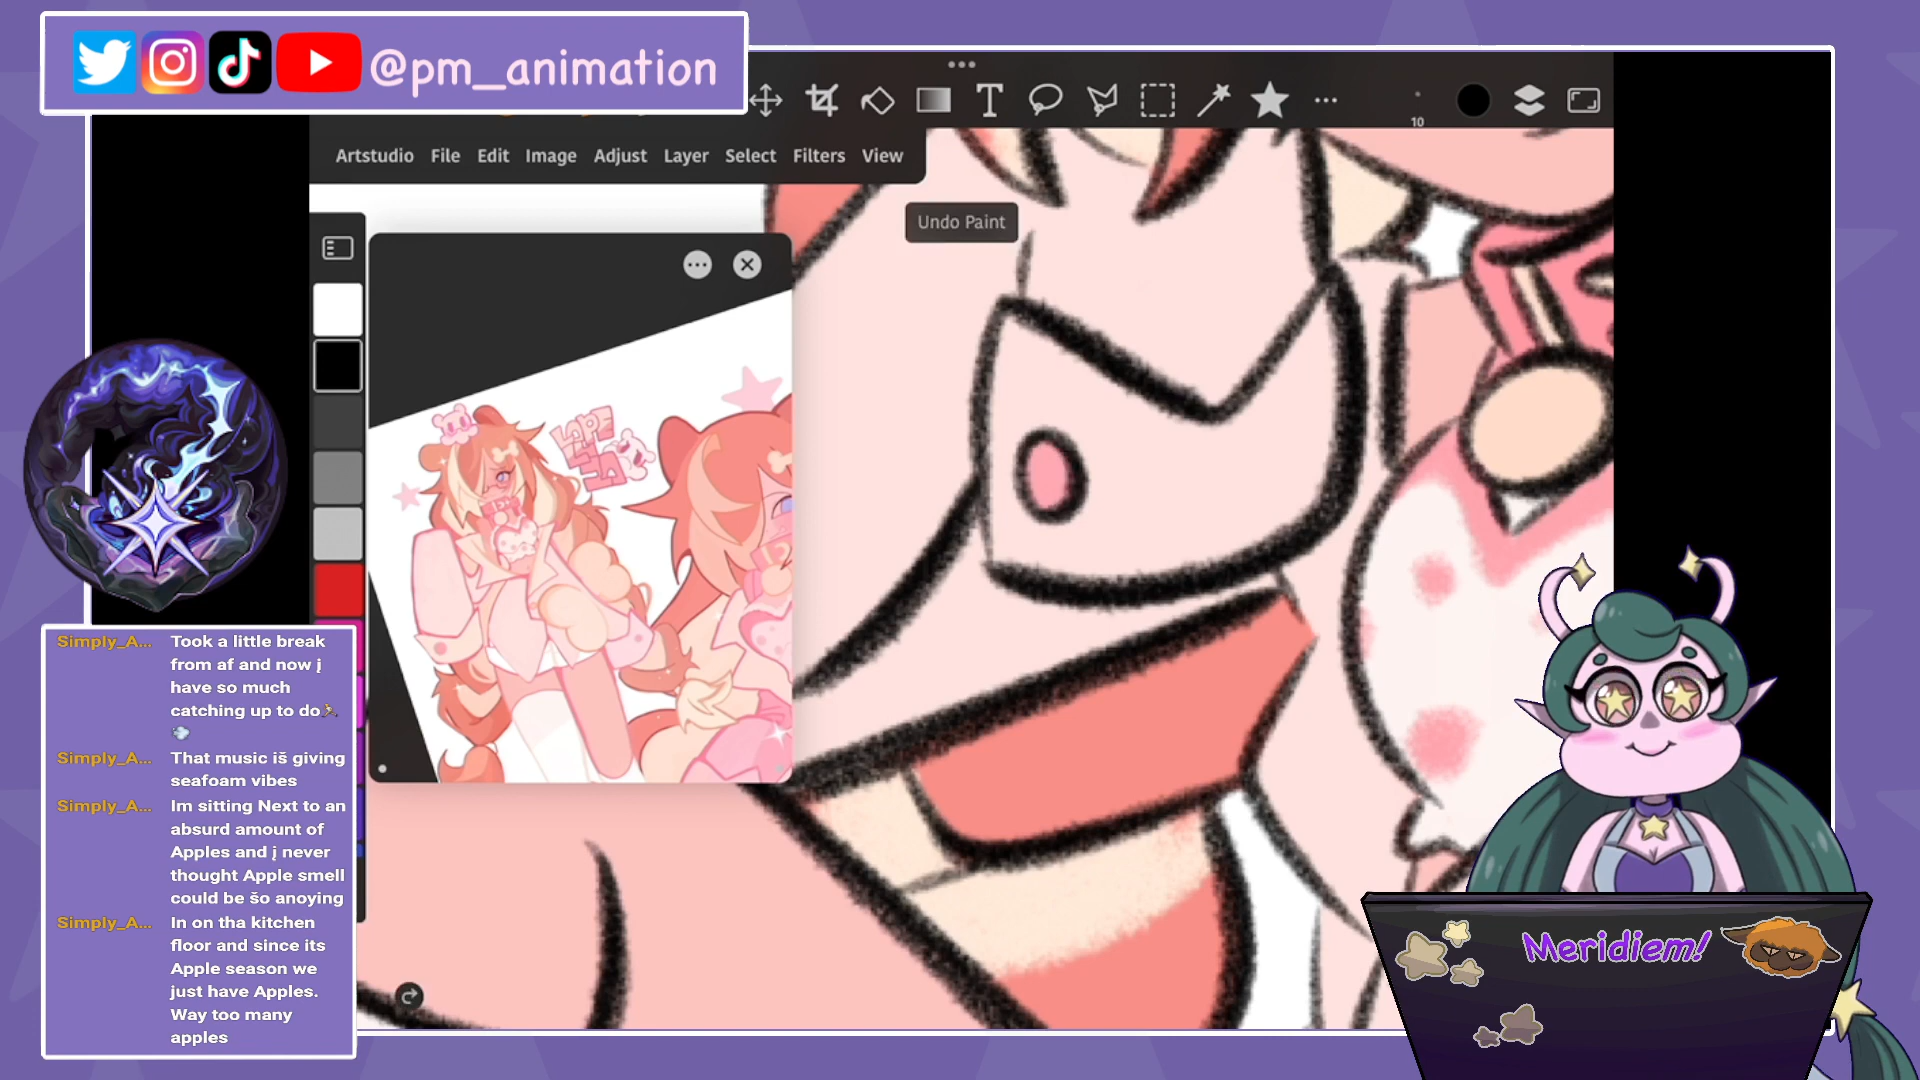 @pm_animation
10
Artstudio File Edit Image Adjust Layer Select Filters View
Undo Paint
Simply_A... Took a little break
from af and now į
have so much
catching up to do
Simply_A... That music iš giving
seafoam vibes
Simply_A... Im sitting Next to an
absurd amount of
Apples and į never
thought Apple smell
could be šo anoying
Simply_A... In on tha kitchen
floor and since its
Apple season we
just have Apples.
Way too many
apples
Meridiem!